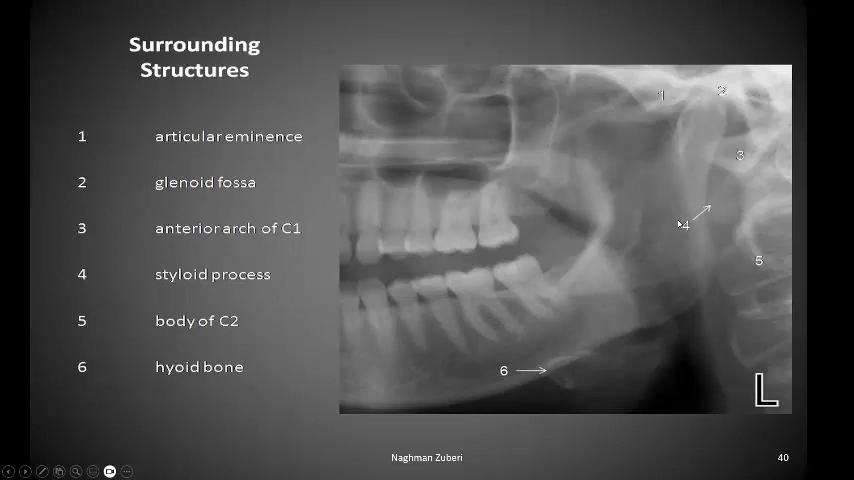 Surrounding
Structures
1 articular eminence
2 glenoid fossa
3 anterior arch of C1
4 styloid process
5 body of C2
6 hyoid bone
1
2
3
4
5
6
L
Naghman Zuberi
40